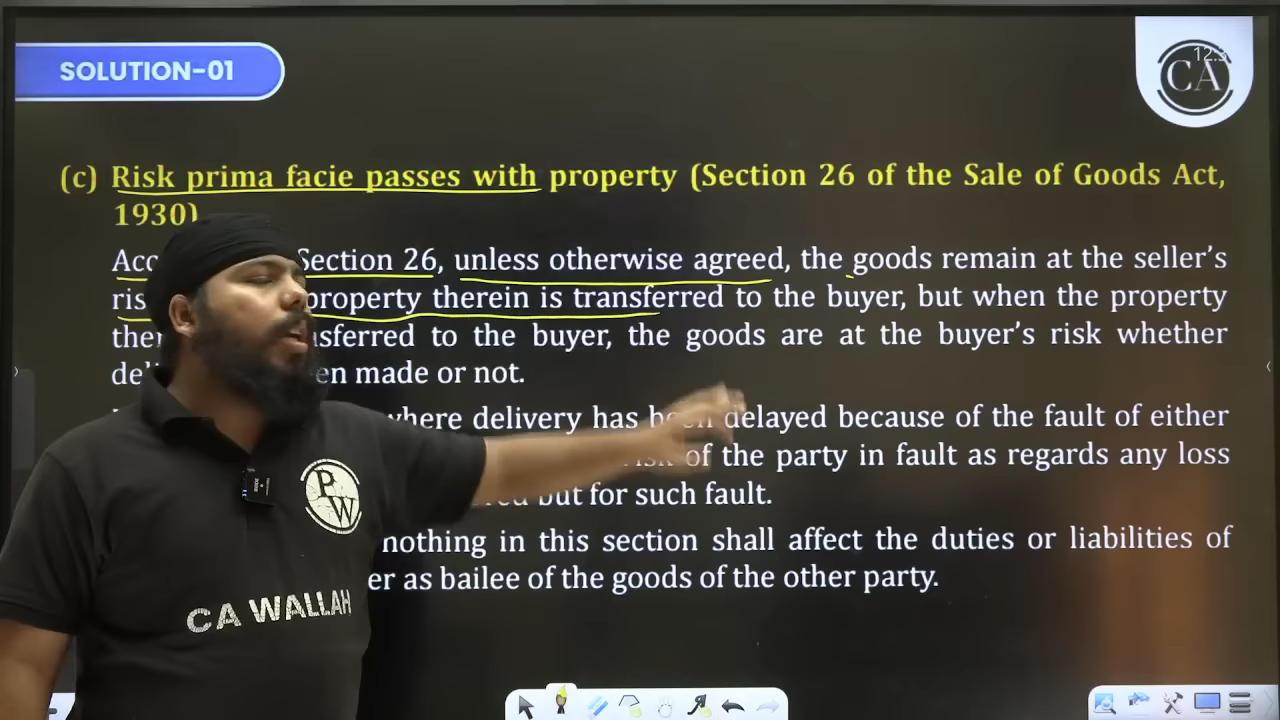 SOLUTION-01
12:3
CA
(c) Risk prima facie passes with property (Section 26 of the Sale of Goods Act,
1930)
Section 26, unless otherwise agreed, the goods remain at the seller's
property therein is transferred to the buyer, but when the property
to the buyer, the goods are at the buyer's risk whether
made or not.
where delivery has been delayed because of the fault of either
of the party in fault as regards any loss
but for such fault.
nothing in this section shall affect the duties or liabilities of
as bailee of the goods of the other party.
PW
CA WALLAH